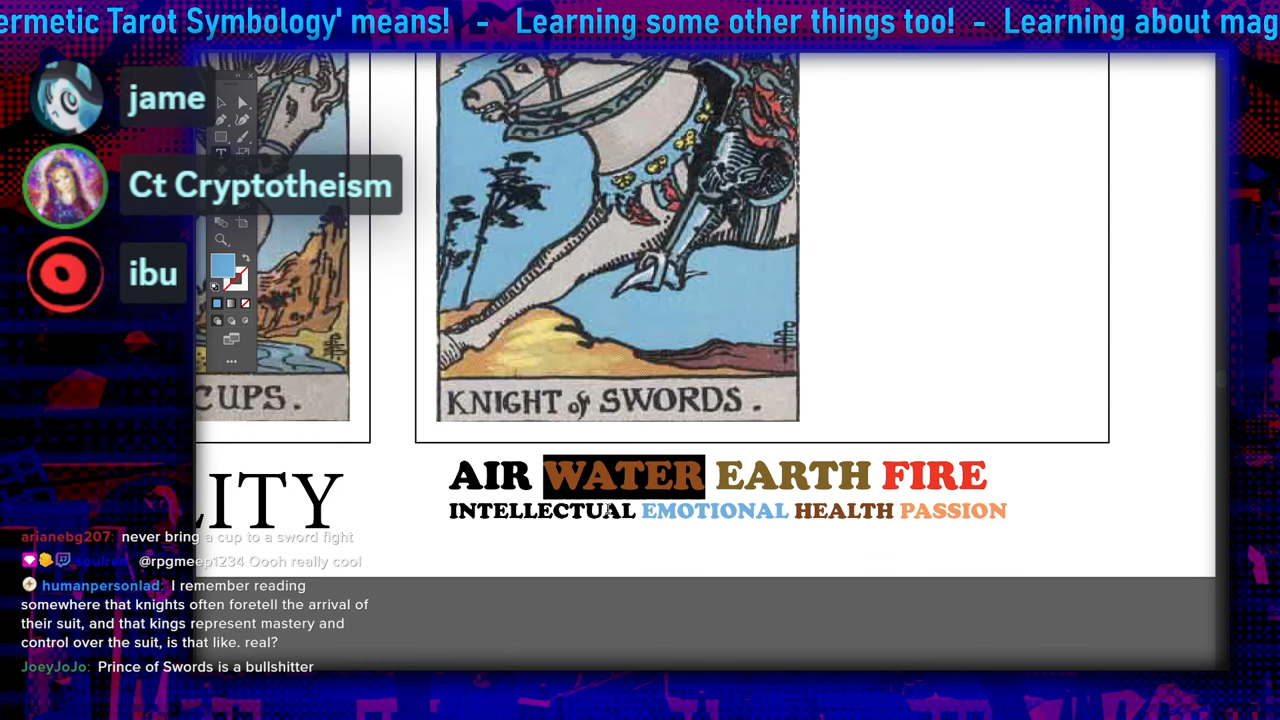 ermetic Tarot Symbology' means!   -   Learning some other things too!  -  Learning about mag
jame
Ct Cryptotheism
ibu
CUPS.
KNIGHT of SWORDS.
AIR WATER EARTH FIRE
INTELLECTUAL EMOTIONAL HEALTH PASSION
LITY
arianebg207: never bring a cup to a sword fight
@rpgmeep1234 Oooh really cool
humanpersonlad: I remember reading
somewhere that knights often foretell the arrival of
their suit, and that kings represent mastery and
control over the suit, is that like. real?
JoeyJoJo: Prince of Swords is a bullshitter